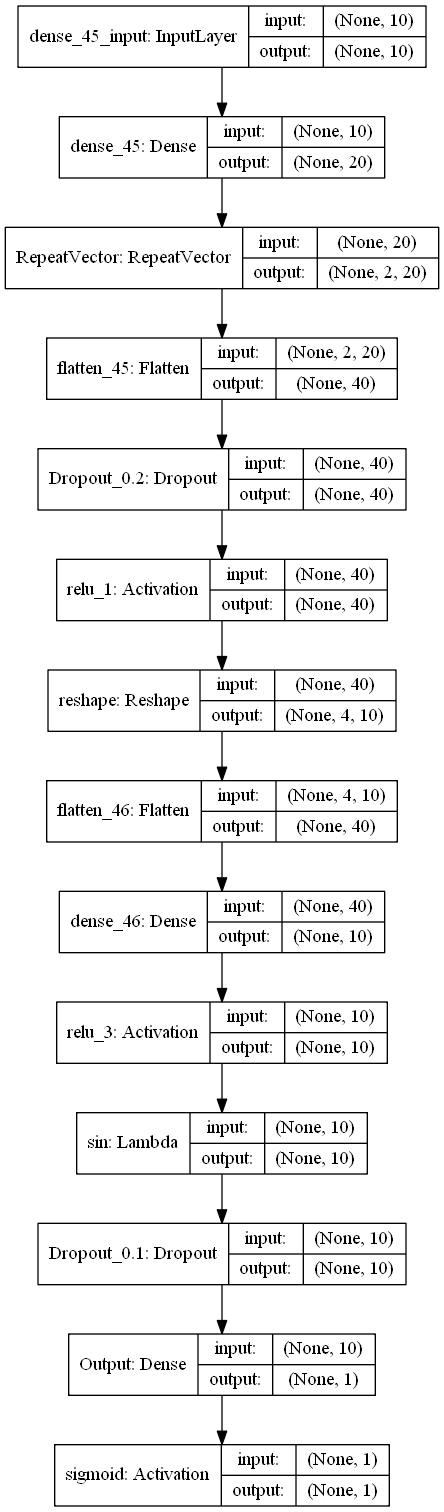 dense_45_input: InputLayer
input: (None, 10)
output: (None, 10)
dense_45: Dense
input: (None, 10)
output: (None, 20)
RepeatVector: RepeatVector
input: (None, 20)
output: (None, 2, 20)
flatten_45: Flatten
input: (None, 2, 20)
output: (None, 40)
Dropout_0.2: Dropout
input: (None, 40)
output: (None, 40)
relu_1: Activation
input: (None, 40)
output: (None, 40)
reshape: Reshape
input: (None, 40)
output: (None, 4, 10)
flatten_46: Flatten
input: (None, 4, 10)
output: (None, 40)
dense_46: Dense
input: (None, 40)
output: (None, 10)
relu_3: Activation
input: (None, 10)
output: (None, 10)
sin: Lambda
input: (None, 10)
output: (None, 10)
Dropout_0.1: Dropout
input: (None, 10)
output: (None, 10)
Output: Dense
input: (None, 10)
output: (None, 1)
sigmoid: Activation
input: (None, 1)
output: (None, 1)